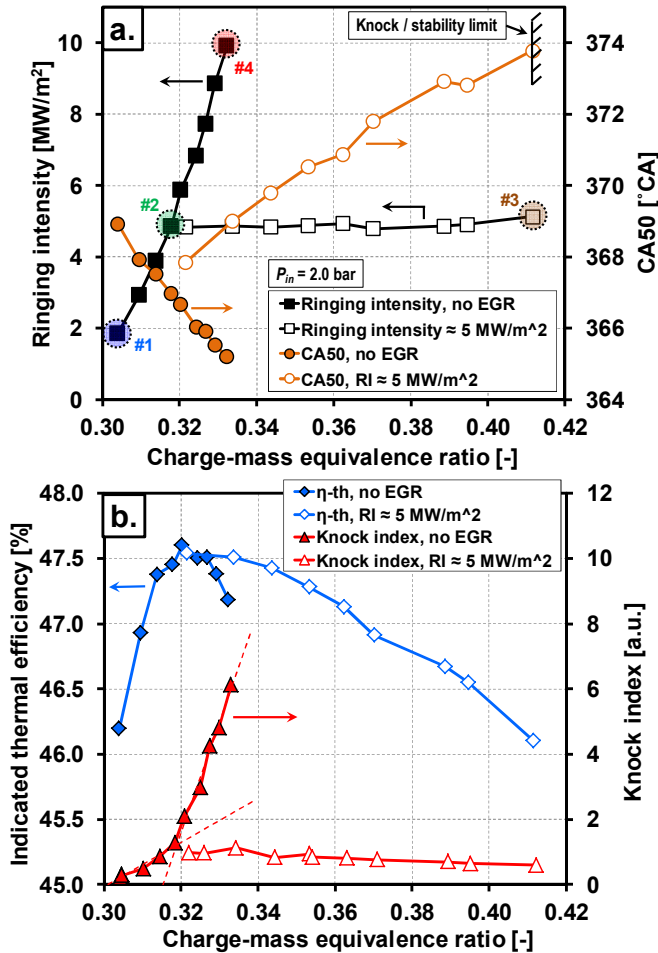 a.
Knock / stability limit
Ringing intensity [MW/m²]
10
8
6
4
2
0
374
372
370
368
366
364
CA50 [˚CA]
#4
#2
#3
#1
P_in = 2.0 bar
Ringing intensity, no EGR
Ringing intensity ≈ 5 MW/m^2
CA50, no EGR
CA50, RI ≈ 5 MW/m^2
0.30 0.32 0.34 0.36 0.38 0.40 0.42
Charge-mass equivalence ratio [-]
b.
η-th, no EGR
η-th, RI ≈ 5 MW/m^2
Knock index, no EGR
Knock index, RI ≈ 5 MW/m^2
Indicated thermal efficiency [%]
48.0
47.5
47.0
46.5
46.0
45.5
45.0
12
10
8
6
4
2
0
Knock index [a.u.]
0.30 0.32 0.34 0.36 0.38 0.40 0.42
Charge-mass equivalence ratio [-]